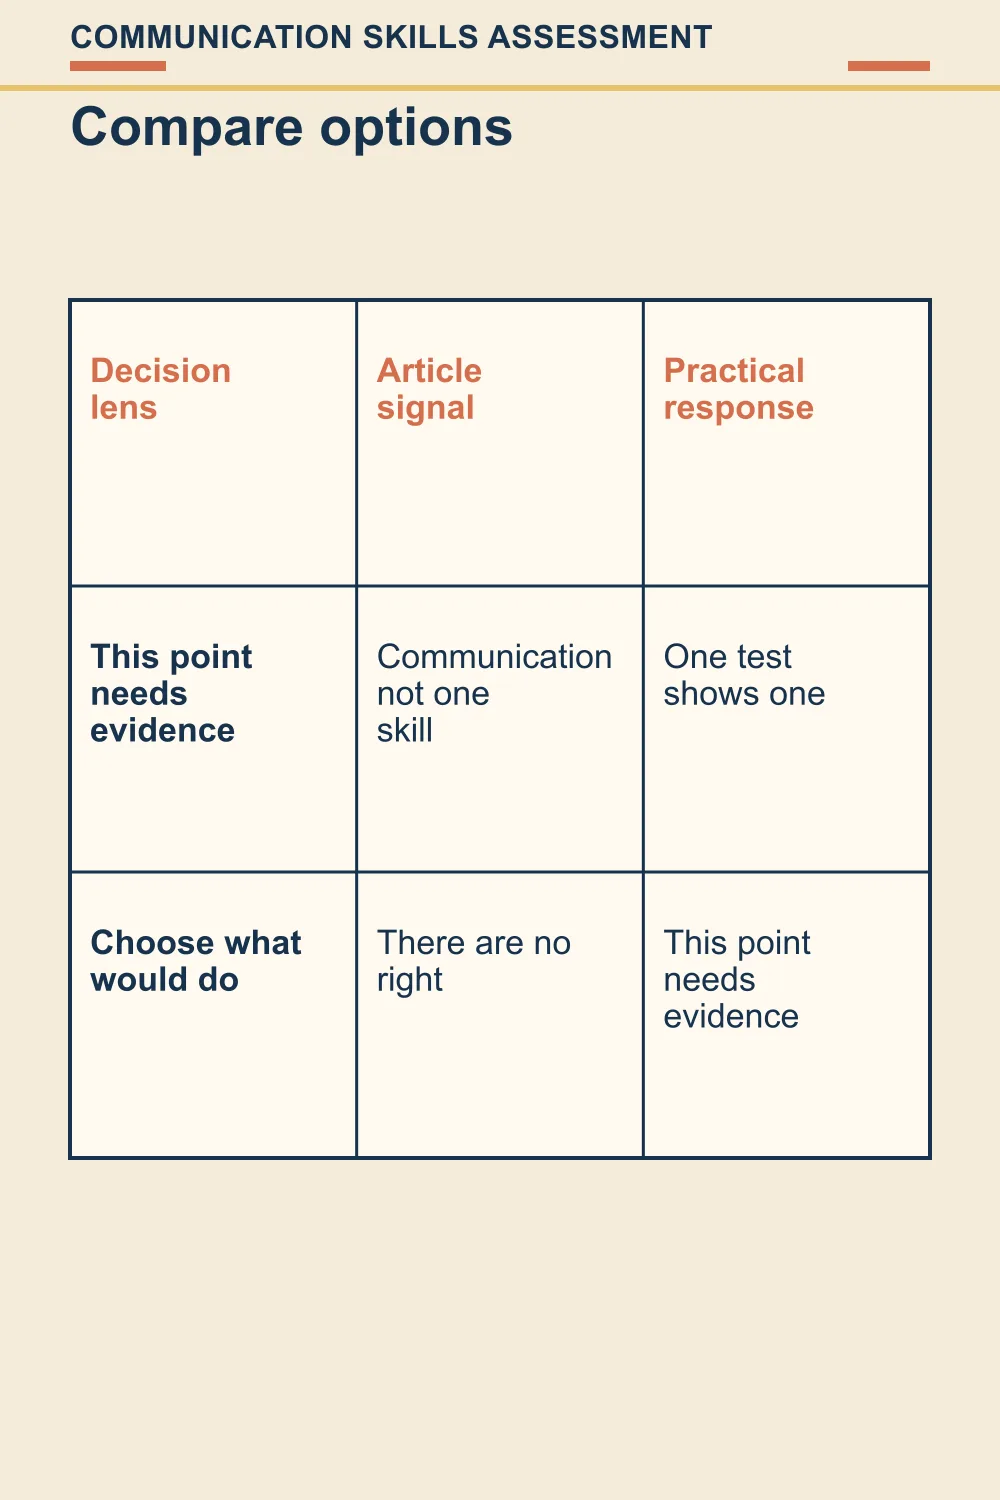 COMMUNICATION SKILLS ASSESSMENT
Compare options
Decision
lens
Article
signal
Practical
response
This point
needs
evidence
Communication
not one
skill
One test
shows one
Choose what
would do
There are no
right
This point
needs
evidence